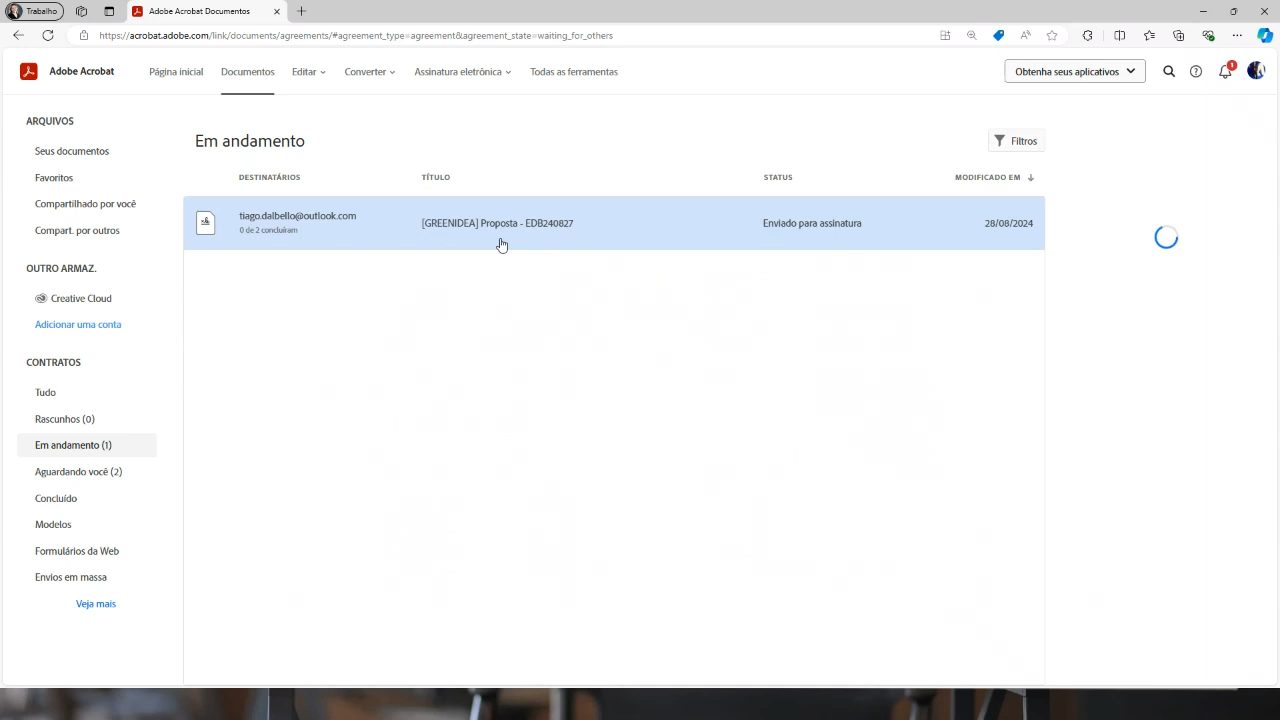 Trabalho
Adobe Acrobat Documentos
https://acrobat.adobe.com/link/documents/agreements/#agreement_type=agreement&agreement_state=waiting_for_others
Adobe Acrobat
Página inicial
Documentos
Editar
Converter
Assinatura eletrônica
Todas as ferramentas
Obtenha seus aplicativos
1
ARQUIVOS
Seus documentos
Favoritos
Compartilhado por você
Compart. por outros
OUTRO ARMAZ.
Creative Cloud
Adicionar uma conta
CONTRATOS
Tudo
Rascunhos (0)
Em andamento (1)
Aguardando você (2)
Concluído
Modelos
Formulários da Web
Envios em massa
Veja mais
Em andamento
Filtros
DESTINATÁRIOS
TÍTULO
STATUS
MODIFICADO EM
tiago.dalbello@outlook.com
0 de 2 concluíram
[GREENIDEA] Proposta - EDB240827
Enviado para assinatura
28/08/2024